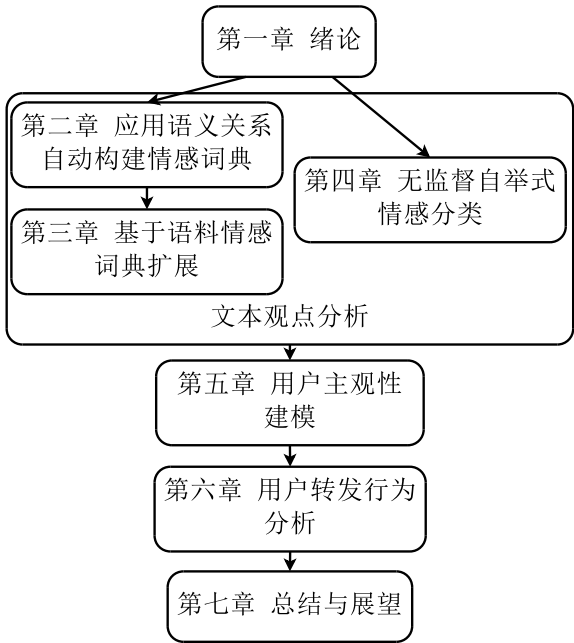 第一章 绪论
第二章 应用语义关系
自动构建情感词典
第三章 基于语料情感
词典扩展
第四章 无监督自举式
情感分类
文本观点分析
第五章 用户主观性
建模
第六章 用户转发行为
分析
第七章 总结与展望